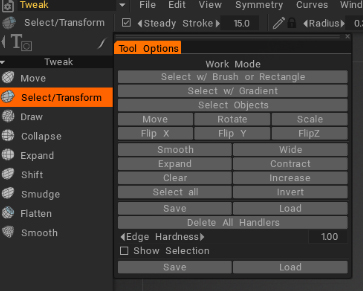 Tweak File Edit View Symmetry Curves Wind
Select/Transform Steady Stroke 15.0 Radius 0.
T
Tool Options
Tweak
Work Mode
Move
Select w/ Brush or Rectangle
Select/Transform
Select w/ Gradient
Select Objects
Draw
Move Rotate Scale
Collapse
Flip X Flip Y FlipZ
Expand
Smooth Wide
Expand Contract
Shift
Clear Increase
Smudge
Select all Invert
Flatten
Save Load
Delete All Handlers
Smooth
Edge Hardness 1.00
Show Selection
Save Load